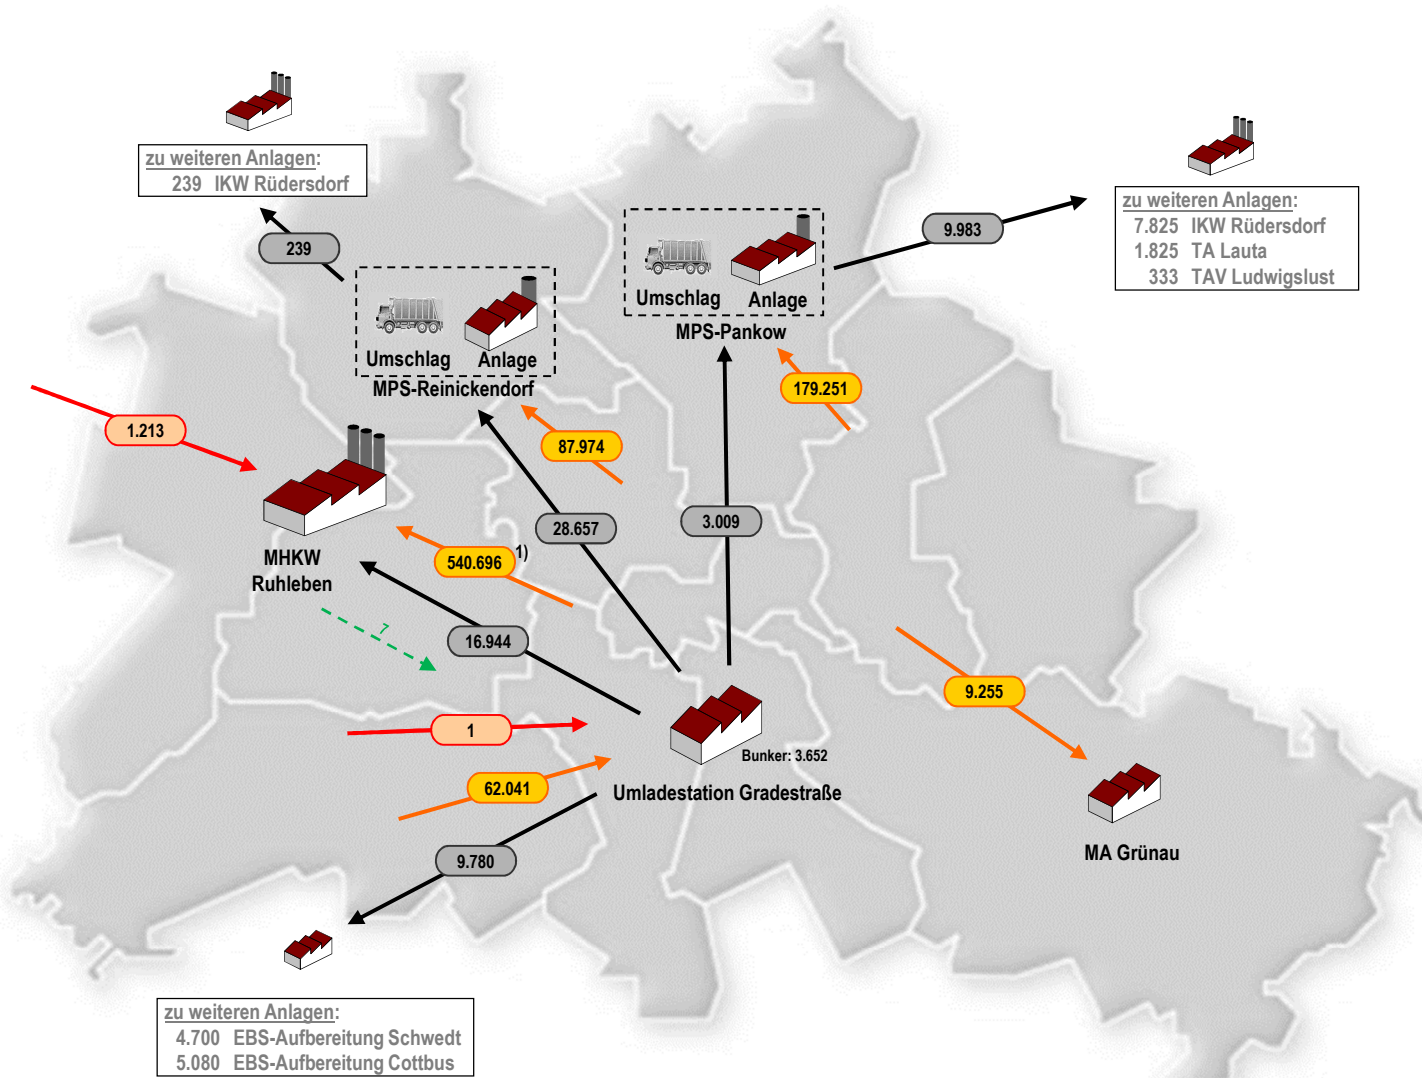 zu weiteren Anlagen:
239 IKW Rüdersdorf
239
zu weiteren Anlagen:
7.825 IKW Rüdersdorf
1.825 TA Lauta
333 TAV Ludwigslust
9.983
Umschlag Anlage
MPS-Pankow
Umschlag Anlage
MPS-Reinickendorf
179.251
1.213
87.974
28.657
3.009
540.696 1)
MHKW
Ruhleben
7
16.944
9.255
1
Bunker: 3.652
62.041
Umladestation Gradestraße
9.780
MA Grünau
zu weiteren Anlagen:
4.700 EBS-Aufbereitung Schwedt
5.080 EBS-Aufbereitung Cottbus